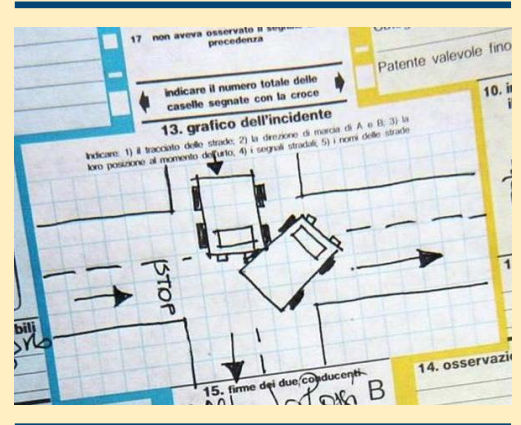 17 non aveva osservato il segnale
precedenza
indicare il numero totale delle
caselle segnate con la croce
Patente valevole fino
13. grafico dell'incidente
Indicare: 1) il tracciato delle strade; 2) la direzione di marcia di A e B; 3) la
loro posizione al momento dell'urto; 4) i segnali stradali; 5) i nomi delle strade
10.
STOP
bili
15. firme dei due conducenti
B
14. osservazi